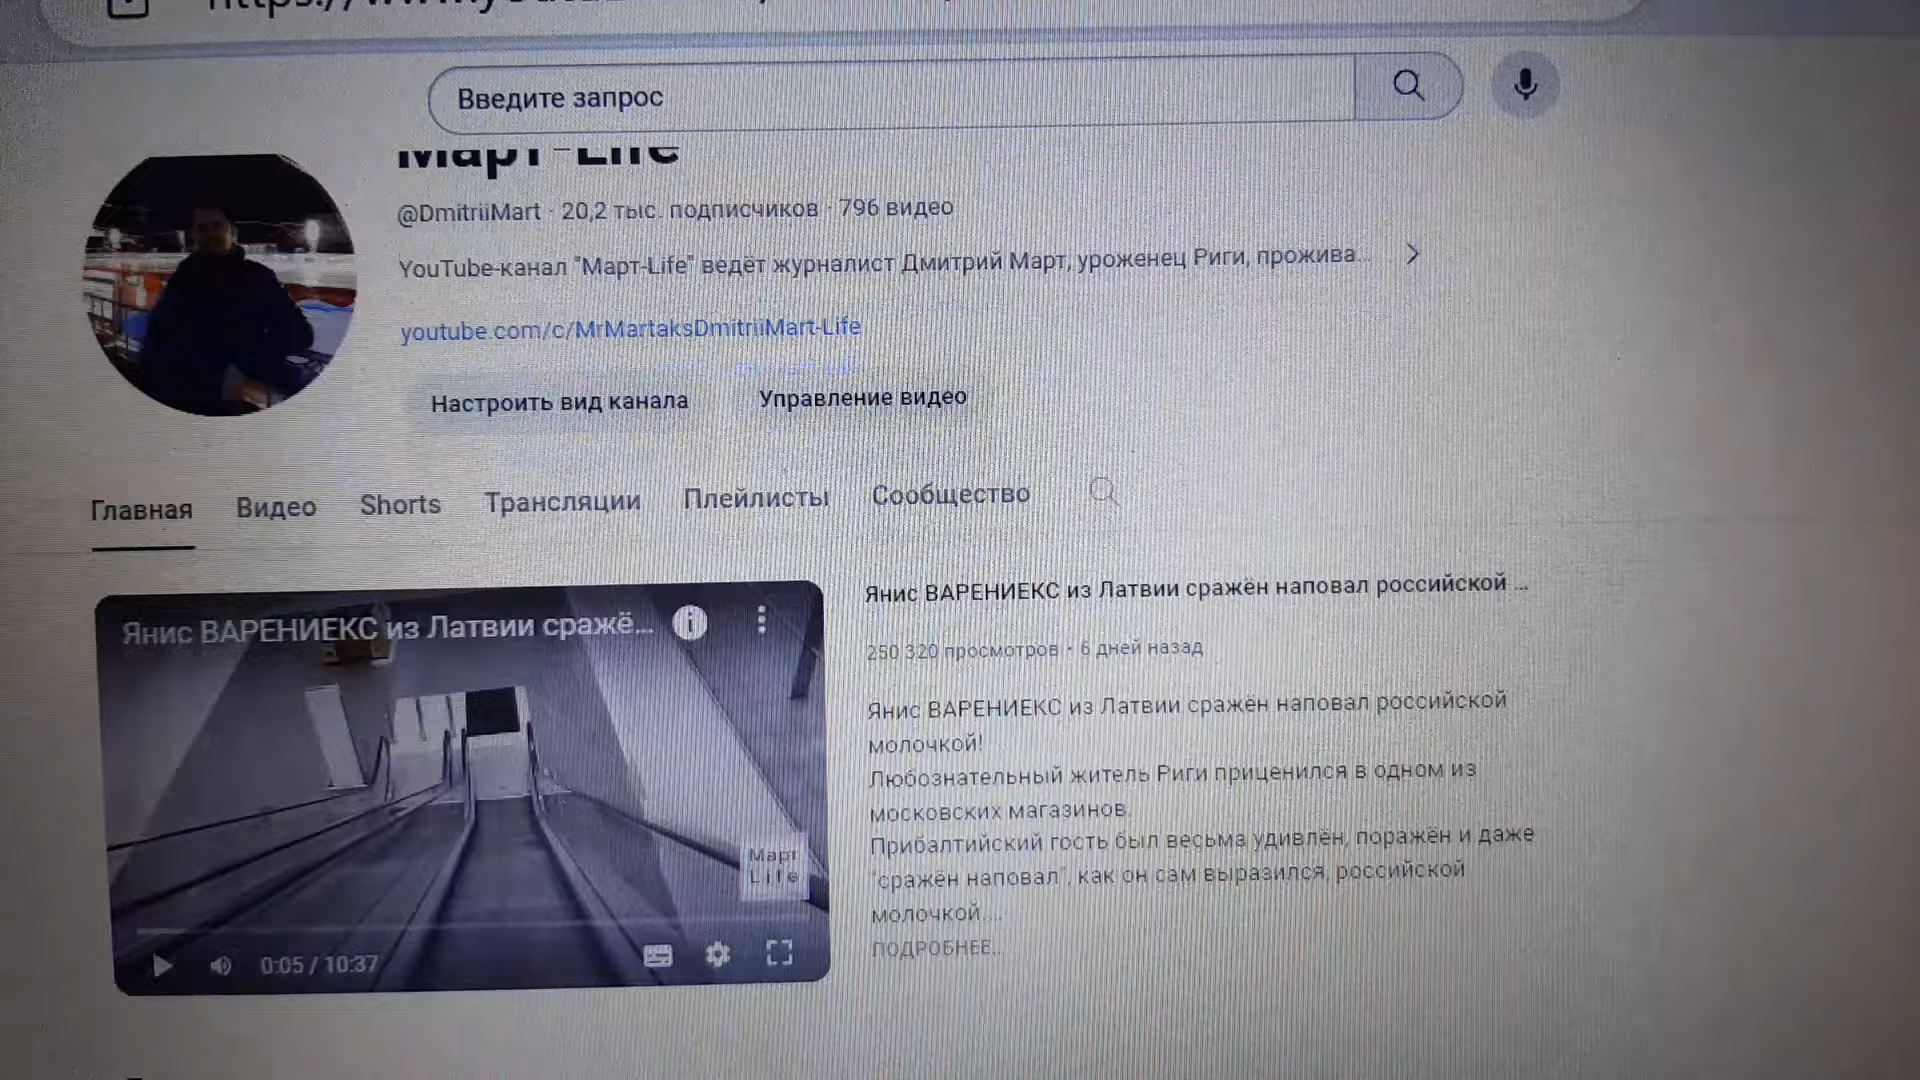 Введите запрос
Март-Life
@DmitriiMart · 20,2 тыс. подписчиков · 796 видео
YouTube-канал "Март-Life" ведёт журналист Дмитрий Март, уроженец Риги, прожива...
youtube.com/c/MrMartaksDmitriiMart-Life
Настроить вид канала Управление видео
Главная Видео Shorts Трансляции Плейлисты Сообщество
Янис ВАРЕНИЕКС из Латвии сражё...
Март
Life
0:05 / 10:37
Янис ВАРЕНИЕКС из Латвии сражён наповал российской ...
250 320 просмотров · 6 дней назад
Янис ВАРЕНИЕКС из Латвии сражён наповал российской
молочкой!
Любознательный житель Риги приценился в одном из
московских магазинов.
Прибалтийский гость был весьма удивлён, поражён и даже
"сражён наповал", как он сам выразился, российской
молочкой....
ПОДРОБНЕЕ...